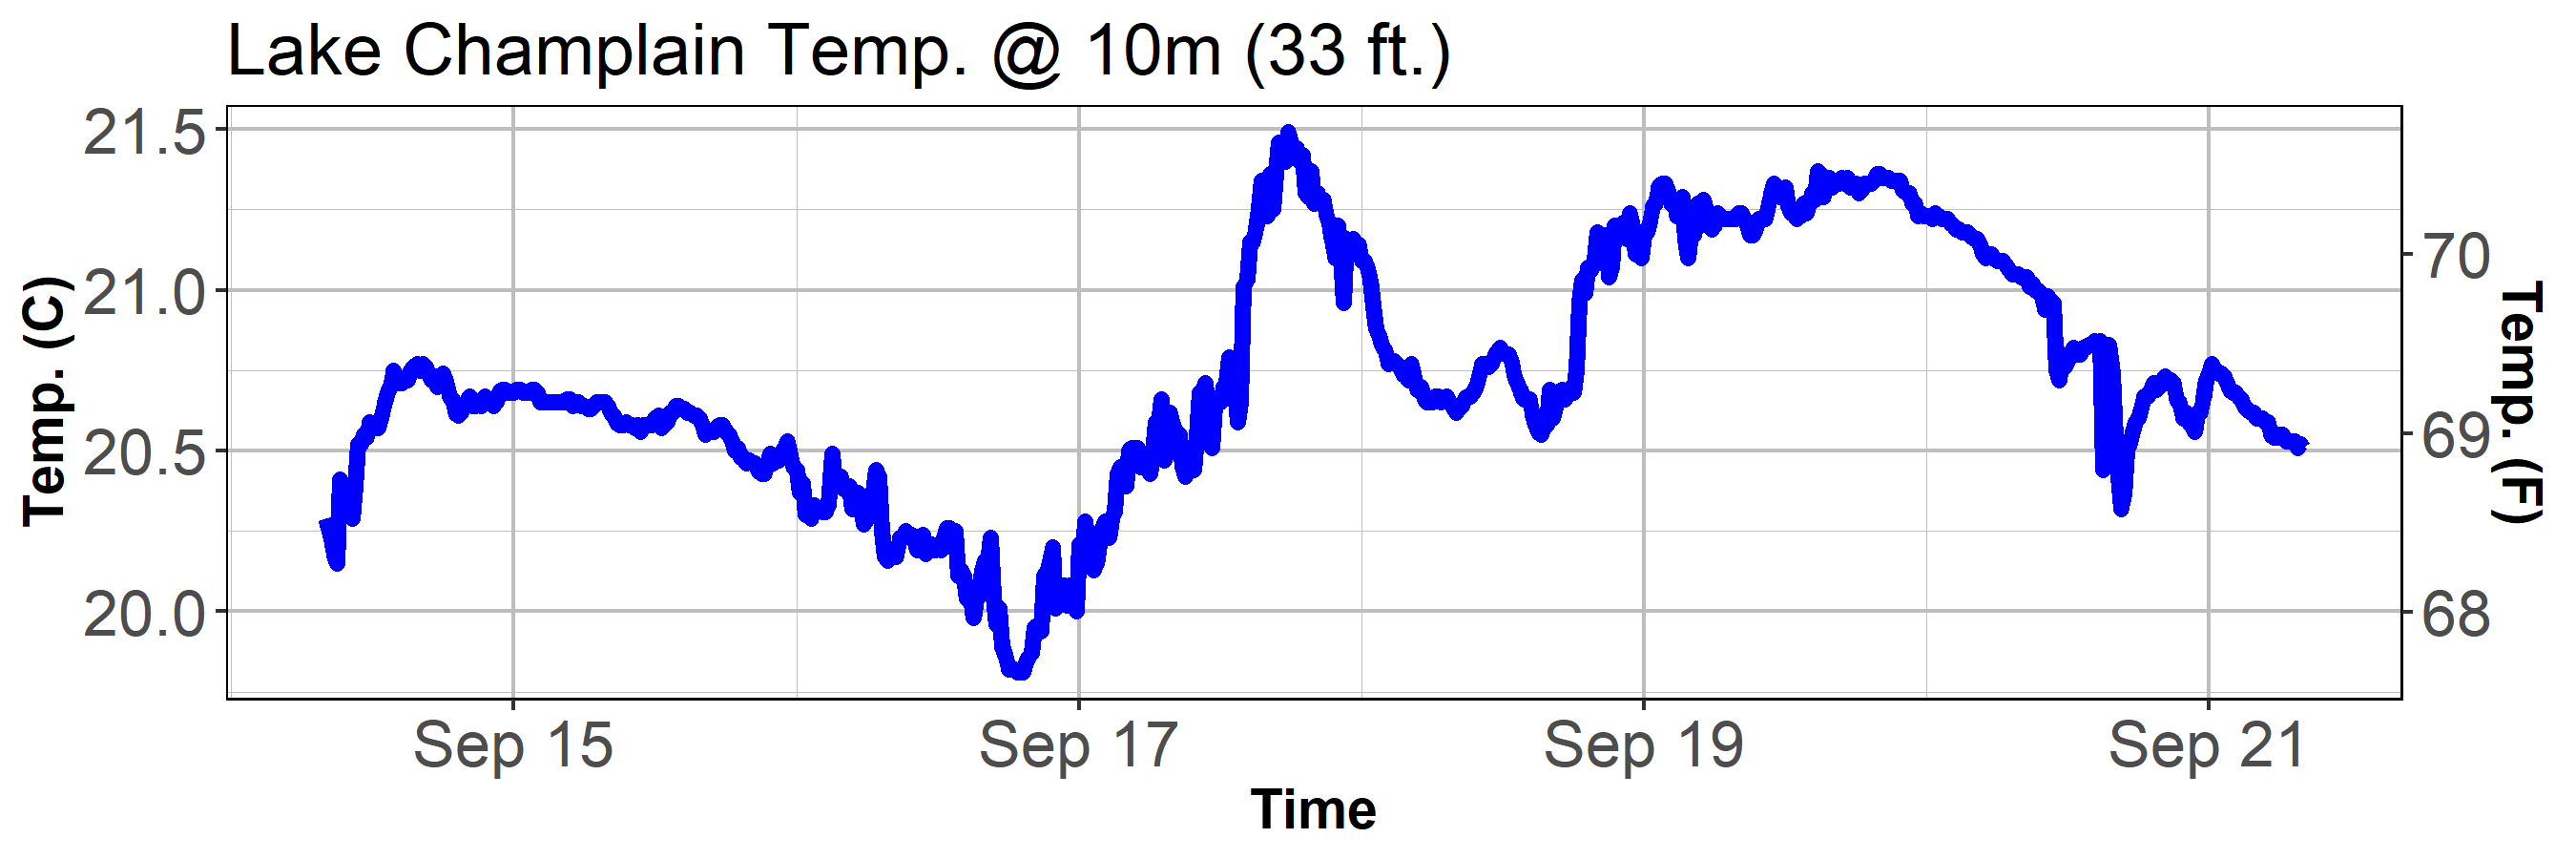 Lake Champlain Temp. @ 10m (33 ft.)
21.5
21.0
20.5
20.0
Temp. (C)
70
69
68
Temp. (F)
Sep 15
Sep 17
Sep 19
Sep 21
Time